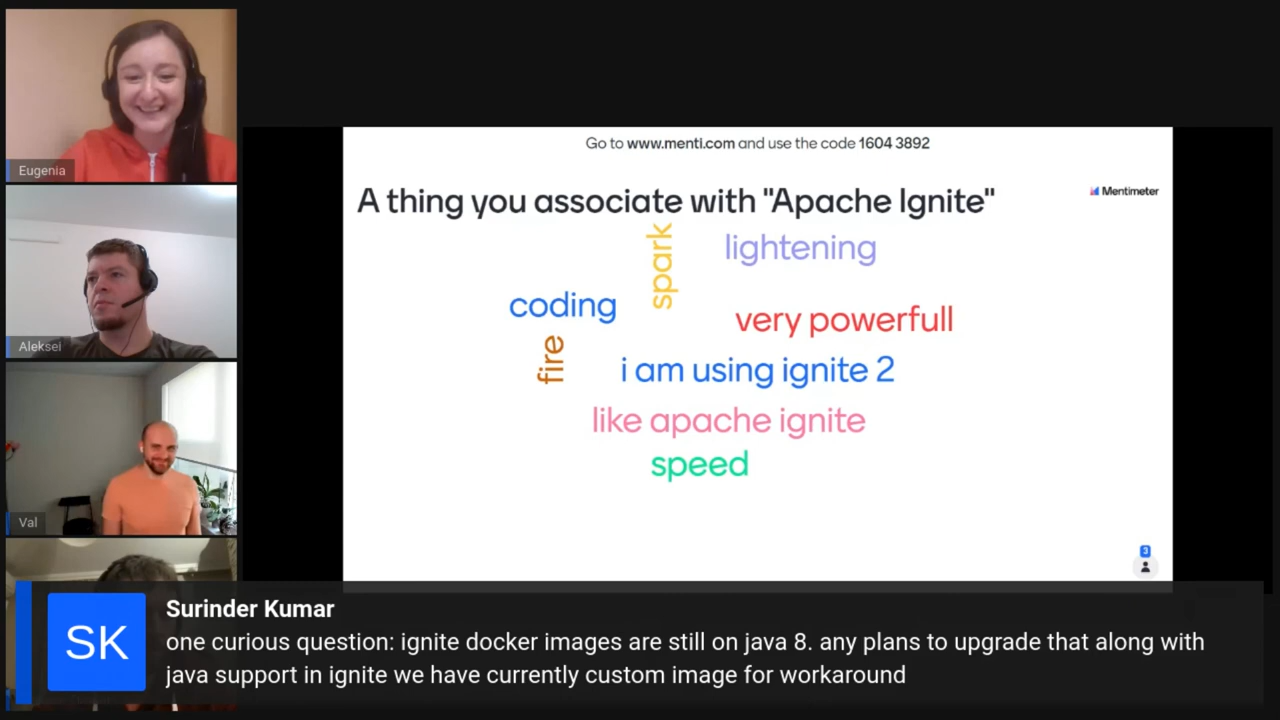 Eugenia
Aleksei
Val
Go to www.menti.com and use the code 1604 3892
A thing you associate with "Apache Ignite"
Mentimeter
spark
lightening
coding
very powerfull
fire
i am using ignite 2
like apache ignite
speed
3
SK
Surinder Kumar
one curious question: ignite docker images are still on java 8. any plans to upgrade that along with
java support in ignite we have currently custom image for workaround